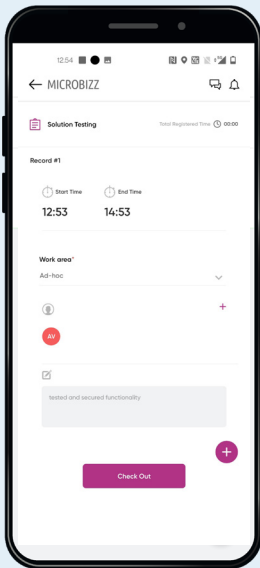 12:54
MICROBIZZ
Solution Testing
Total Registered Time 00:00
Record #1
Start Time
End Time
12:53
14:53
Work area*
Ad-hoc
+
AV
tested and secured functionality
+
Check Out